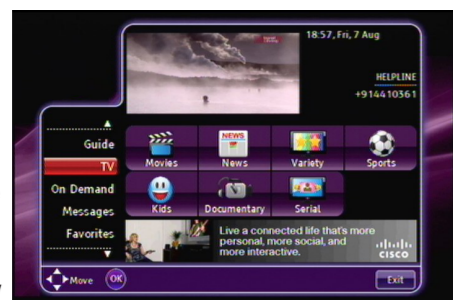 18:57, Fri, 7 Aug
HELPLINE
+914410361
Guide
TV
On Demand
Messages
Favorites
Movies
NEWS
News
Variety
Sports
Kids
Documentary
Serial
Live a connected life that's more
personal, more social, and
more interactive.
CISCO
Move
OK
Exit